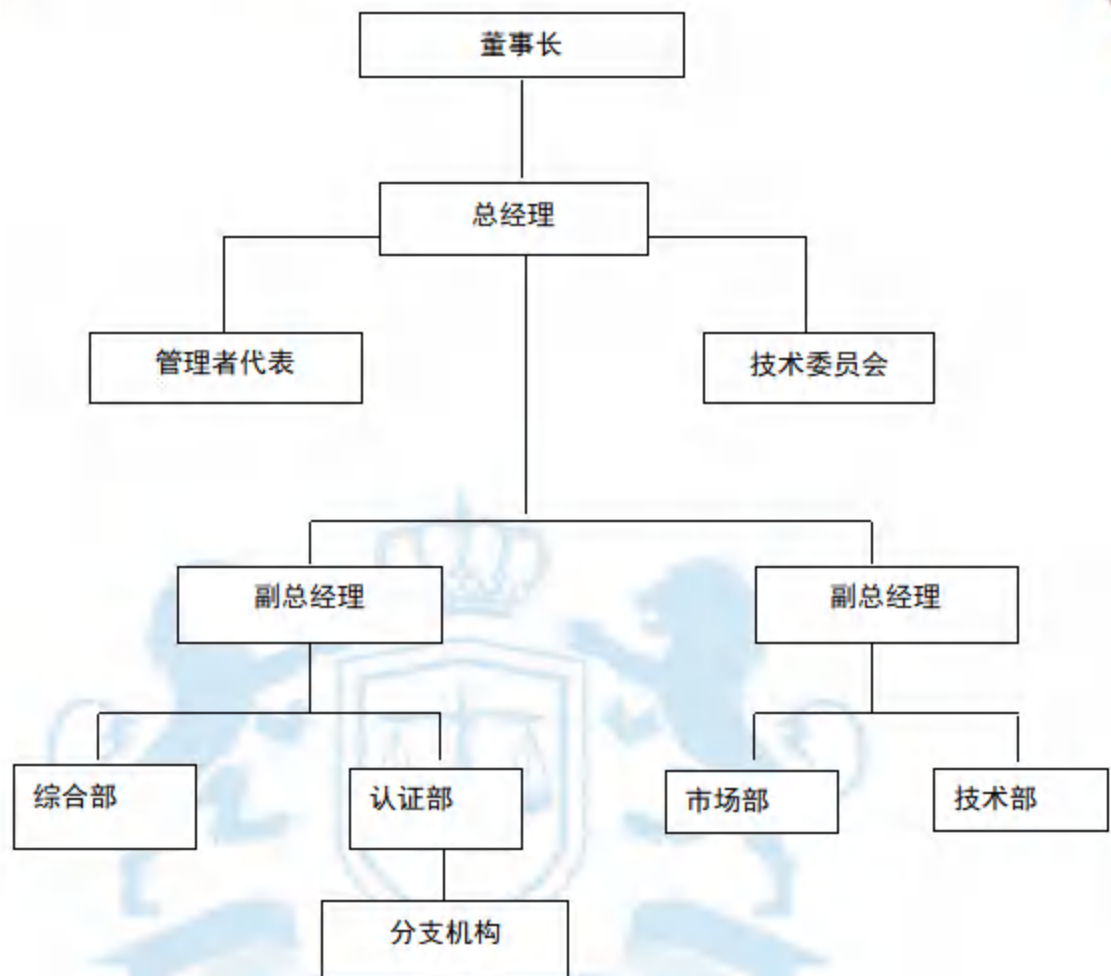 董事长
总经理
管理者代表
技术委员会
副总经理
副总经理
综合部
认证部
市场部
技术部
分支机构